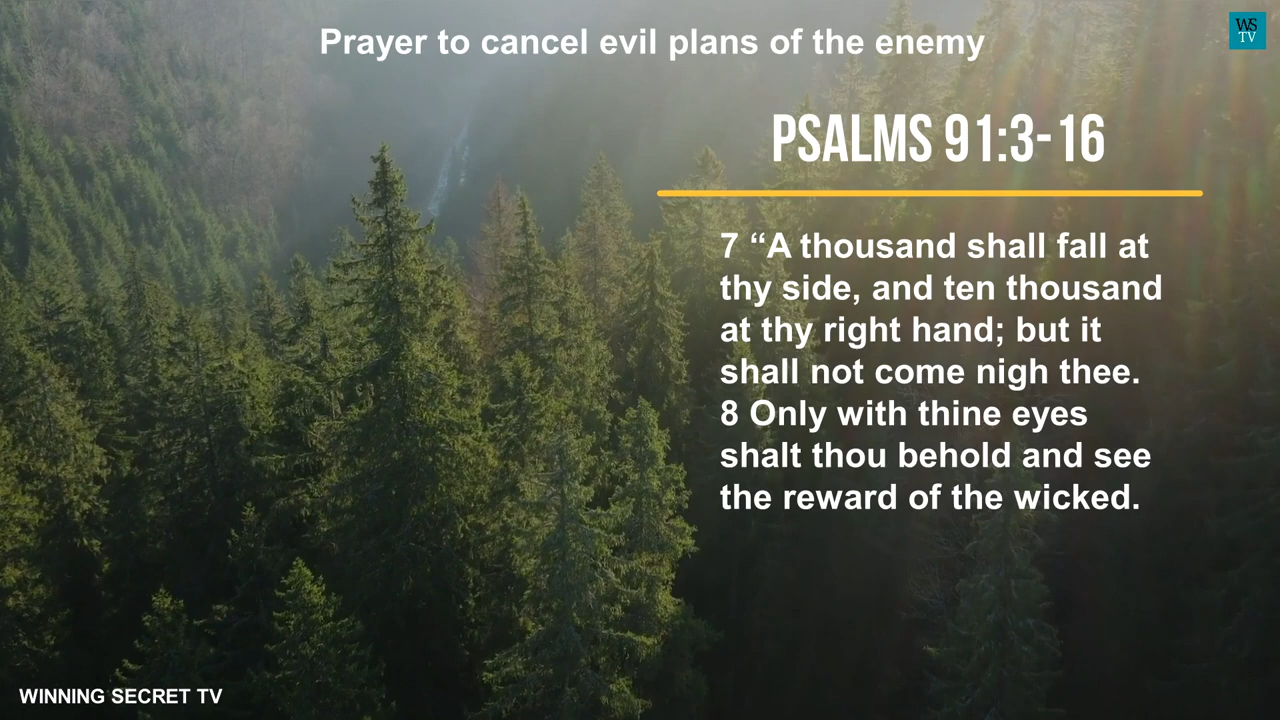 Prayer to cancel evil plans of the enemy
WS
TV
PSALMS 91:3-16
7 “A thousand shall fall at
thy side, and ten thousand
at thy right hand; but it
shall not come nigh thee.
8 Only with thine eyes
shalt thou behold and see
the reward of the wicked.
WINNING SECRET TV